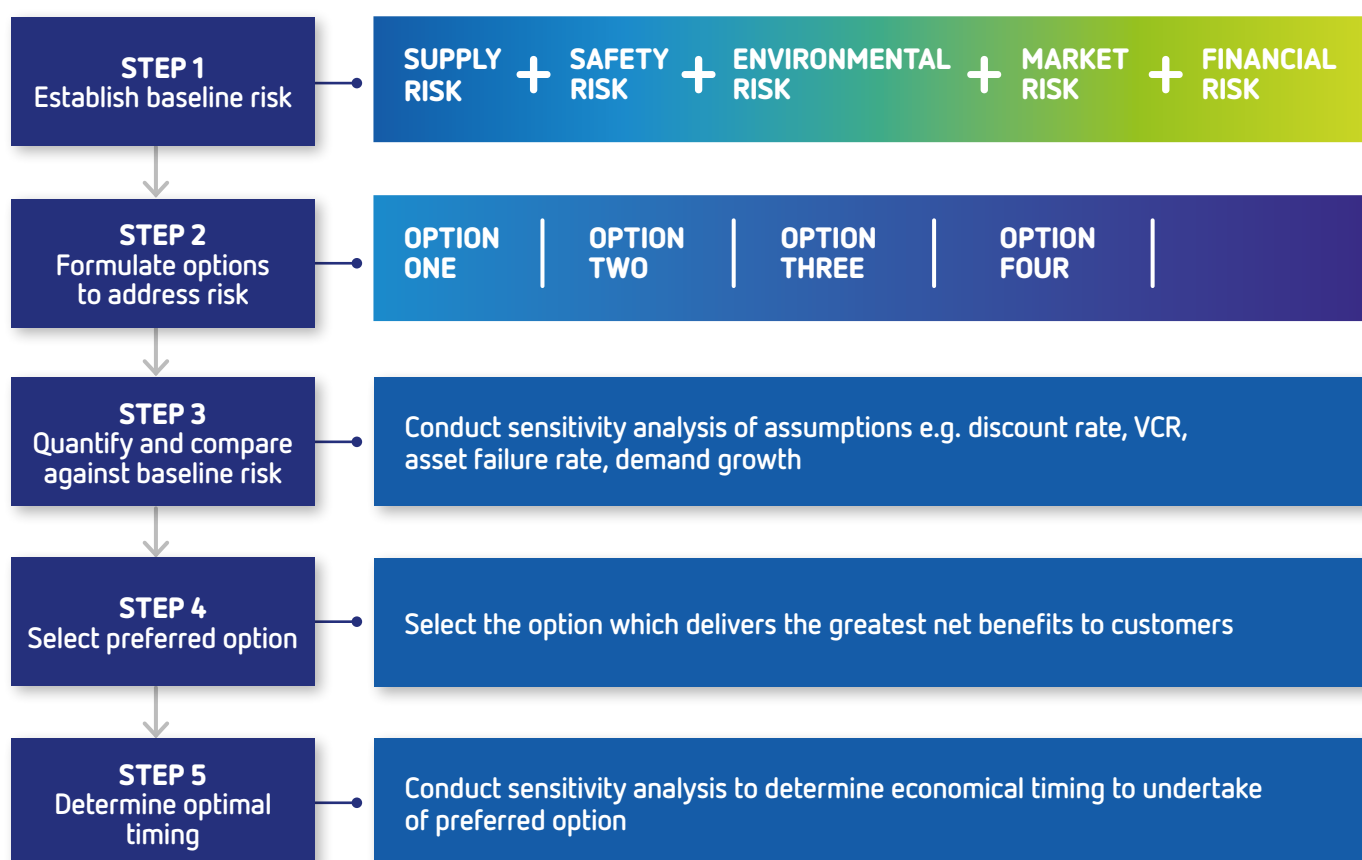 STEP 1
Establish baseline risk
SUPPLY RISK + SAFETY RISK + ENVIRONMENTAL RISK + MARKET RISK + FINANCIAL RISK
STEP 2
Formulate options
to address risk
OPTION ONE
OPTION TWO
OPTION THREE
OPTION FOUR
STEP 3
Quantify and compare
against baseline risk
Conduct sensitivity analysis of assumptions e.g. discount rate, VCR,
asset failure rate, demand growth
STEP 4
Select preferred option
Select the option which delivers the greatest net benefits to customers
STEP 5
Determine optimal
timing
Conduct sensitivity analysis to determine economical timing to undertake
of preferred option